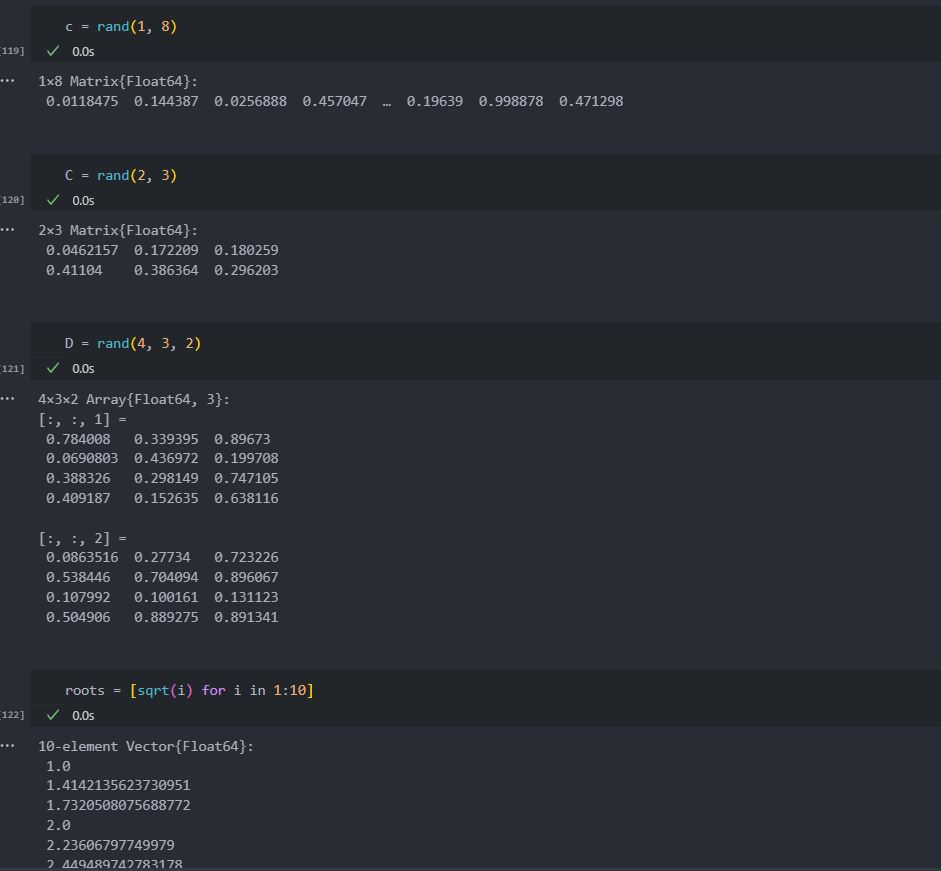 c = rand(1, 8)
119]
0.0s
...
1×8 Matrix{Float64}:
0.0118475 0.144387 0.0256888 0.457047 … 0.19639 0.998878 0.471298
C = rand(2, 3)
120]
0.0s
...
2×3 Matrix{Float64}:
0.0462157 0.172209 0.180259
0.41104 0.386364 0.296203
D = rand(4, 3, 2)
121]
0.0s
...
4×3×2 Array{Float64, 3}:
[:, :, 1] =
0.784008 0.339395 0.89673
0.0690803 0.436972 0.199708
0.388326 0.298149 0.747105
0.409187 0.152635 0.638116
[:, :, 2] =
0.0863516 0.27734 0.723226
0.538446 0.704094 0.896067
0.107992 0.100161 0.131123
0.504906 0.889275 0.891341
roots = [sqrt(i) for i in 1:10]
122]
0.0s
...
10-element Vector{Float64}:
1.0
1.4142135623730951
1.7320508075688772
2.0
2.23606797749979
2.449489742783178